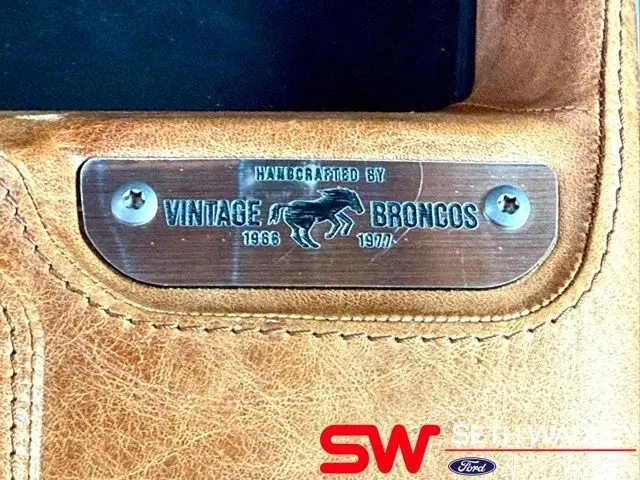 HANDCRAFTED BY
VINTAGE BRONCOS
1966 1977
SW SETH WADLEY
Ford